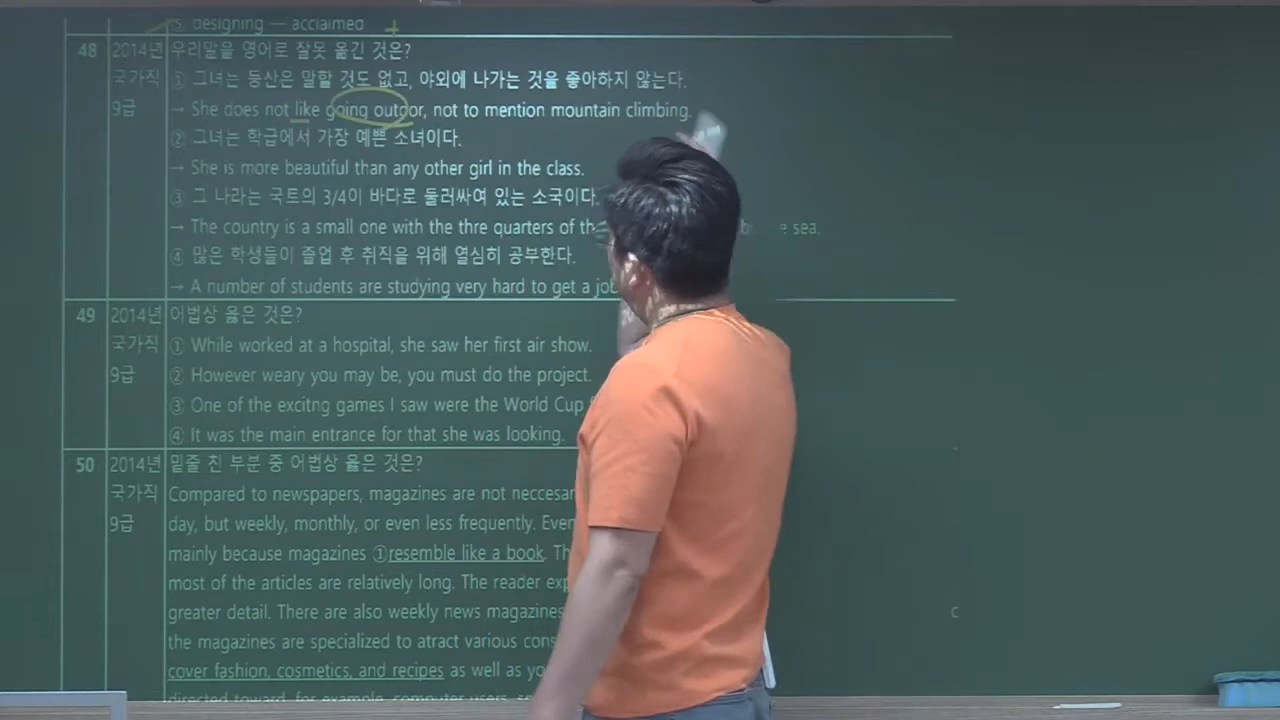 ⑤ designing — acclaimed
48 2014년 우리말을 영어로 잘못 옮긴 것은?
국가직 ① 그녀는 등산은 말할 것도 없고, 야외에 나가는 것을 좋아하지 않는다.
9급 → She does not like going outdoor, not to mention mountain climbing.
② 그녀는 학급에서 가장 예쁜 소녀이다.
→ She is more beautiful than any other girl in the class.
③ 그 나라는 국트의 3/4이 바다로 둘러싸여 있는 소국이다.
→ The country is a small one with the thre quarters of the sea.
④ 많은 학생들이 졸업 후 취직을 위해 열심히 공부한다.
→ A number of students are studying very hard to get a job
49 2014년 어법상 옳은 것은?
국가직 ① While worked at a hospital, she saw her first air show.
9급 ② However weary you may be, you must do the project.
③ One of the excitng games I saw were the World Cup
④ It was the main entrance for that she was looking.
50 2014년 밑줄 친 부분 중 어법상 옳은 것은?
국가직 Compared to newspapers, magazines are not
9급 day, but weekly, monthly, or even less frequently. Even
mainly because magazines ①resemble like a book.
most of the articles are relatively long. The reader
greater detail. There are also weekly news magazines
the magazines are specialized to atract various
cover fashion, cosmetics, and recipes as well as
directed toward, for example, computer users,